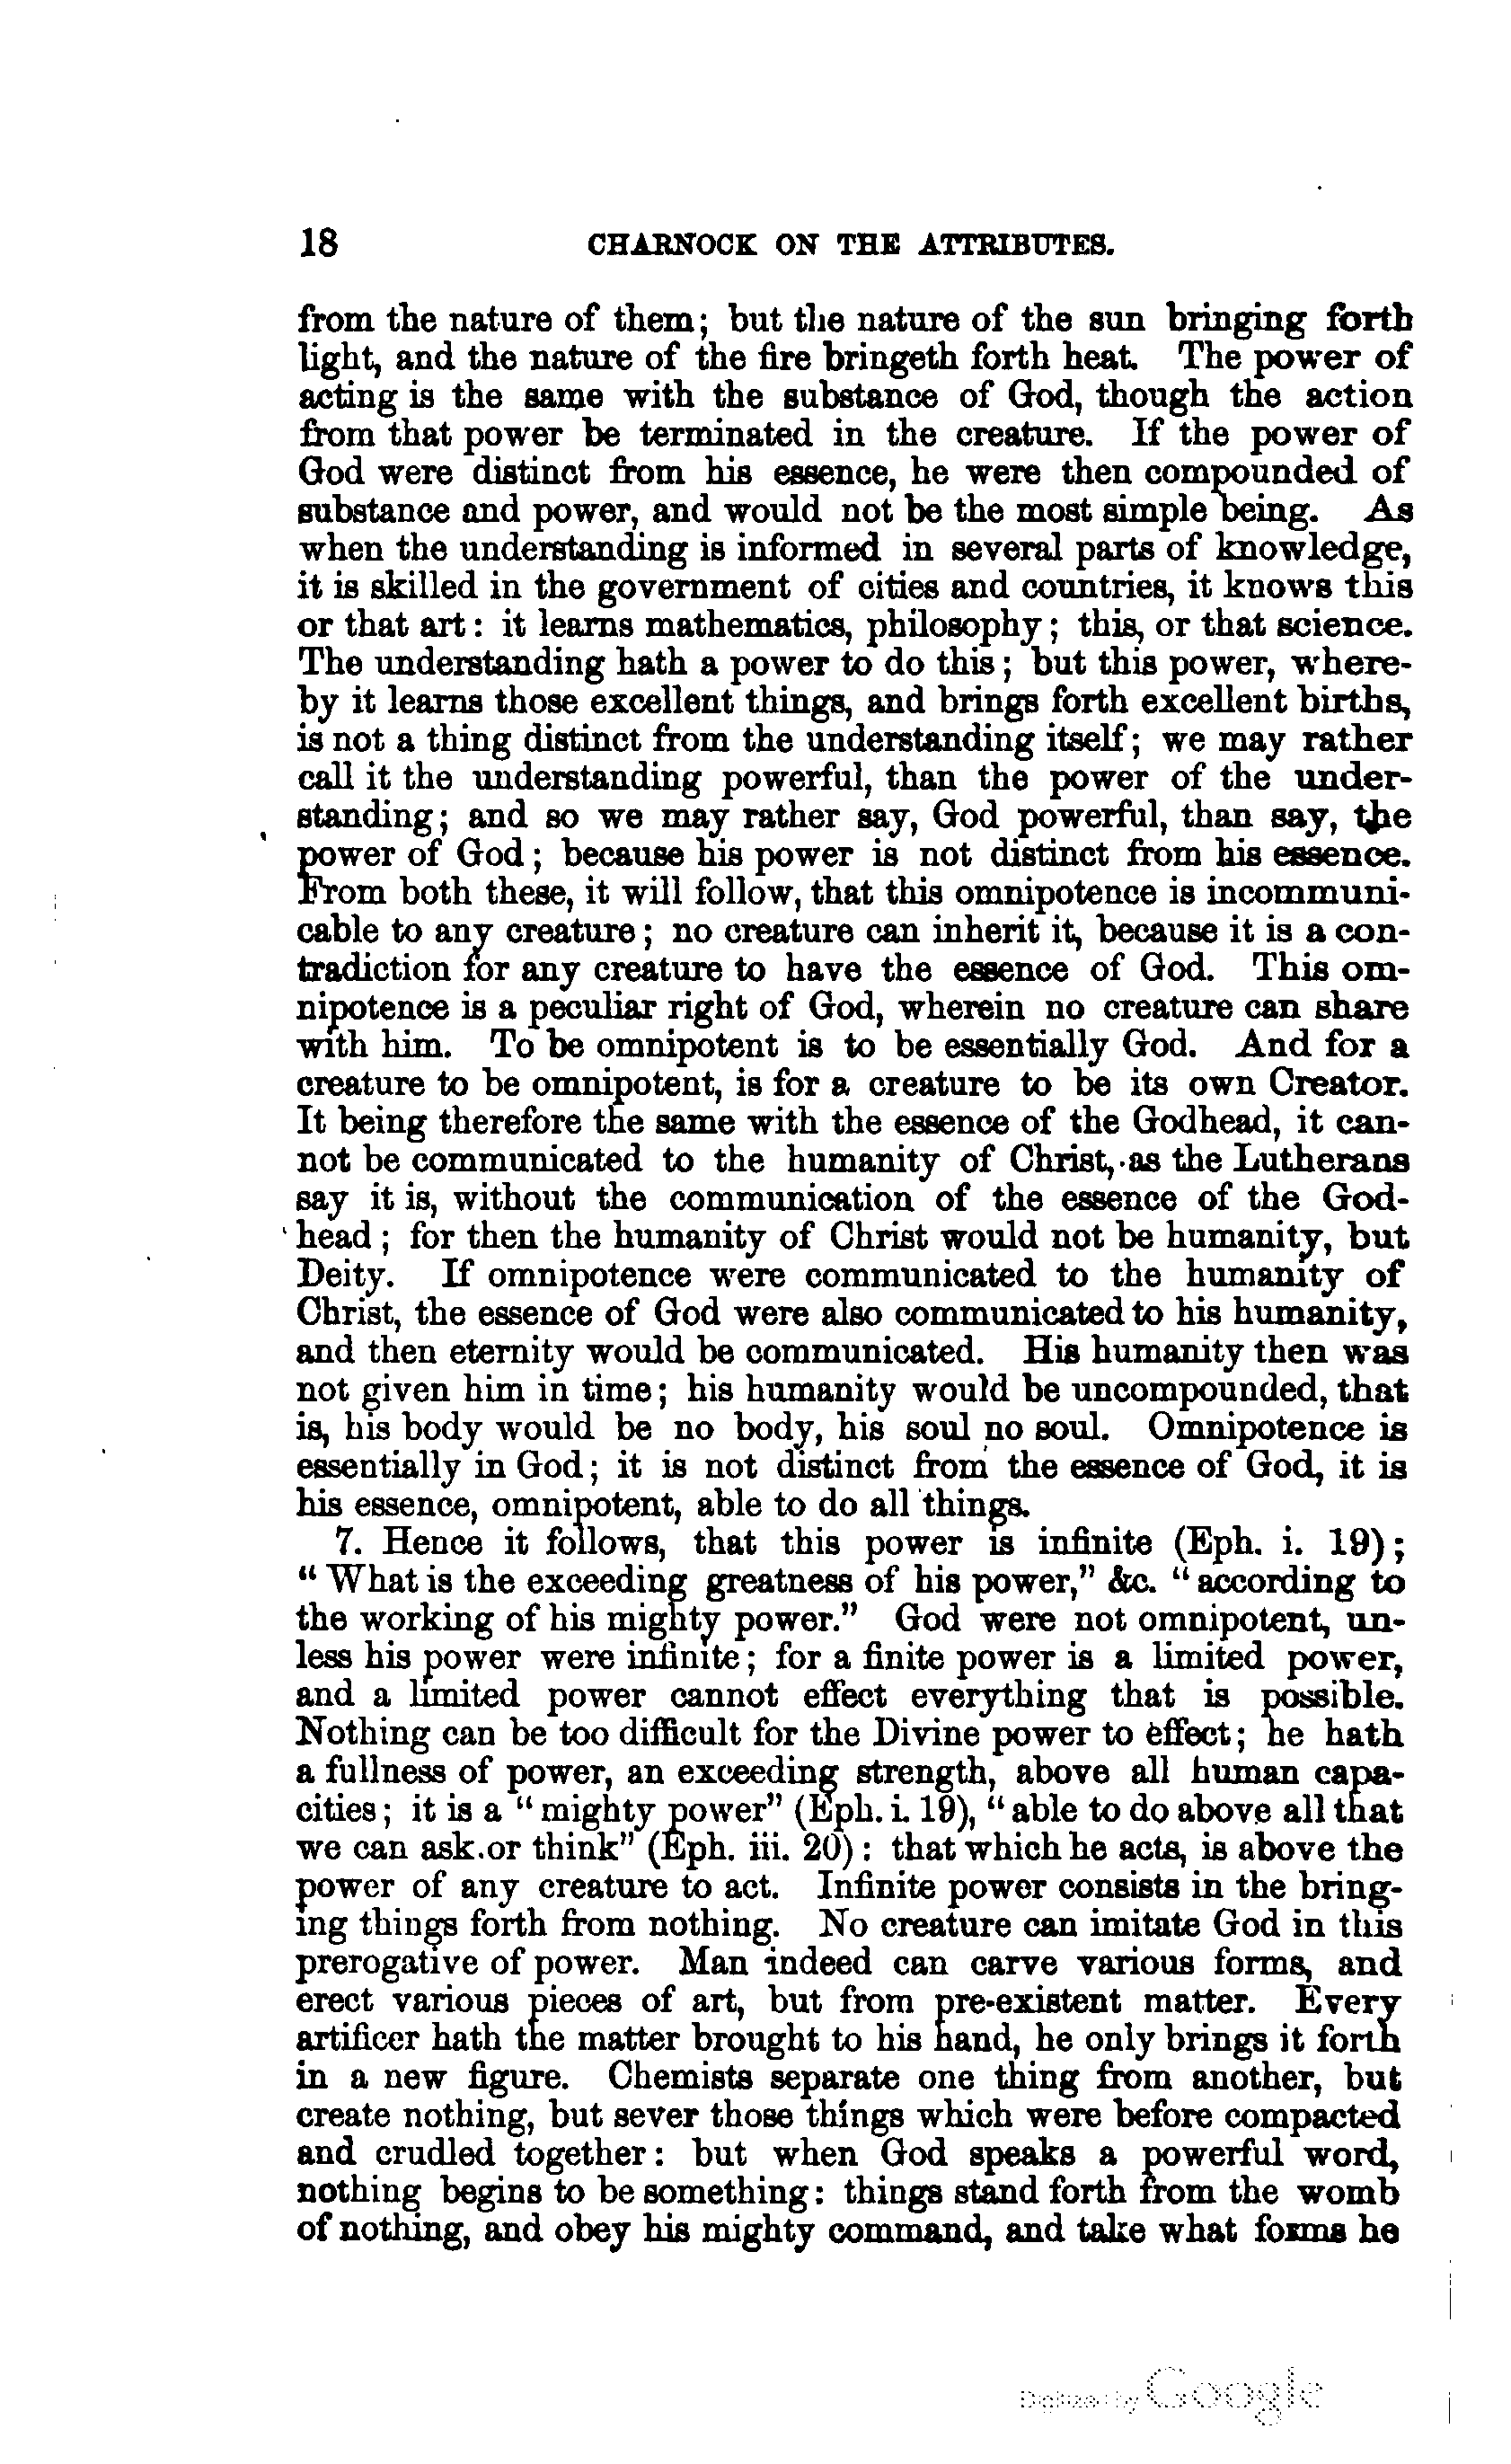 18 CHARNOCK ON THE ATTRIBUTES.
from the nature of them; but the nature of the sun bringing forth
light, and the nature of the fire bringeth forth heat. The power of
acting is the same with the substance of God, though the action
from that power be terminated in the creature. If the power of
God were distinct from his essence, he were then compounded of
substance and power, and would not be the most simple being. As
when the understanding is informed in several parts of knowledge,
it is skilled in the government of cities and countries, it knows this
or that art: it learns mathematics, philosophy; this, or that science.
The understanding hath a power to do this; but this power, where-
by it learns those excellent things, and brings forth excellent births,
is not a thing distinct from the understanding itself; we may rather
call it the understanding powerful, than the power of the under-
standing; and so we may rather say, God powerful, than say, the
power of God; because his power is not distinct from his essence.
From both these, it will follow, that this omnipotence is incommuni-
cable to any creature; no creature can inherit it, because it is a con-
tradiction for any creature to have the essence of God. This om-
nipotence is a peculiar right of God, wherein no creature can share
with him. To be omnipotent is to be essentially God. And for a
creature to be omnipotent, is for a creature to be its own Creator.
It being therefore the same with the essence of the Godhead, it can-
not be communicated to the humanity of Christ, as the Lutherans
say it is, without the communication of the essence of the God-
head; for then the humanity of Christ would not be humanity, but
Deity. If omnipotence were communicated to the humanity of
Christ, the essence of God were also communicated to his humanity,
and then eternity would be communicated. His humanity then was
not given him in time; his humanity would be uncompounded, that
is, his body would be no body, his soul no soul. Omnipotence is
essentially in God; it is not distinct from the essence of God, it is
his essence, omnipotent, able to do all things.
7. Hence it follows, that this power is infinite (Eph. i. 19);
"What is the exceeding greatness of his power," &c. "according to
the working of his mighty power." God were not omnipotent, un-
less his power were infinite; for a finite power is a limited power,
and a limited power cannot effect everything that is possible.
Nothing can be too difficult for the Divine power to effect; he hath
a fullness of power, an exceeding strength, above all human capa-
cities; it is a "mighty power" (Eph. i. 19), "able to do above all that
we can ask or think" (Eph. iii. 20): that which he acts, is above the
power of any creature to act. Infinite power consists in the bring-
ing things forth from nothing. No creature can imitate God in this
prerogative of power. Man indeed can carve various forms, and
erect various pieces of art, but from pre-existent matter. Every
artificer hath the matter brought to his hand, he only brings it forth
in a new figure. Chemists separate one thing from another, but
create nothing, but sever those things which were before compacted
and crudled together: but when God speaks a powerful word,
nothing begins to be something: things stand forth from the womb
of nothing, and obey his mighty command, and take what forms he
Digitized by Google